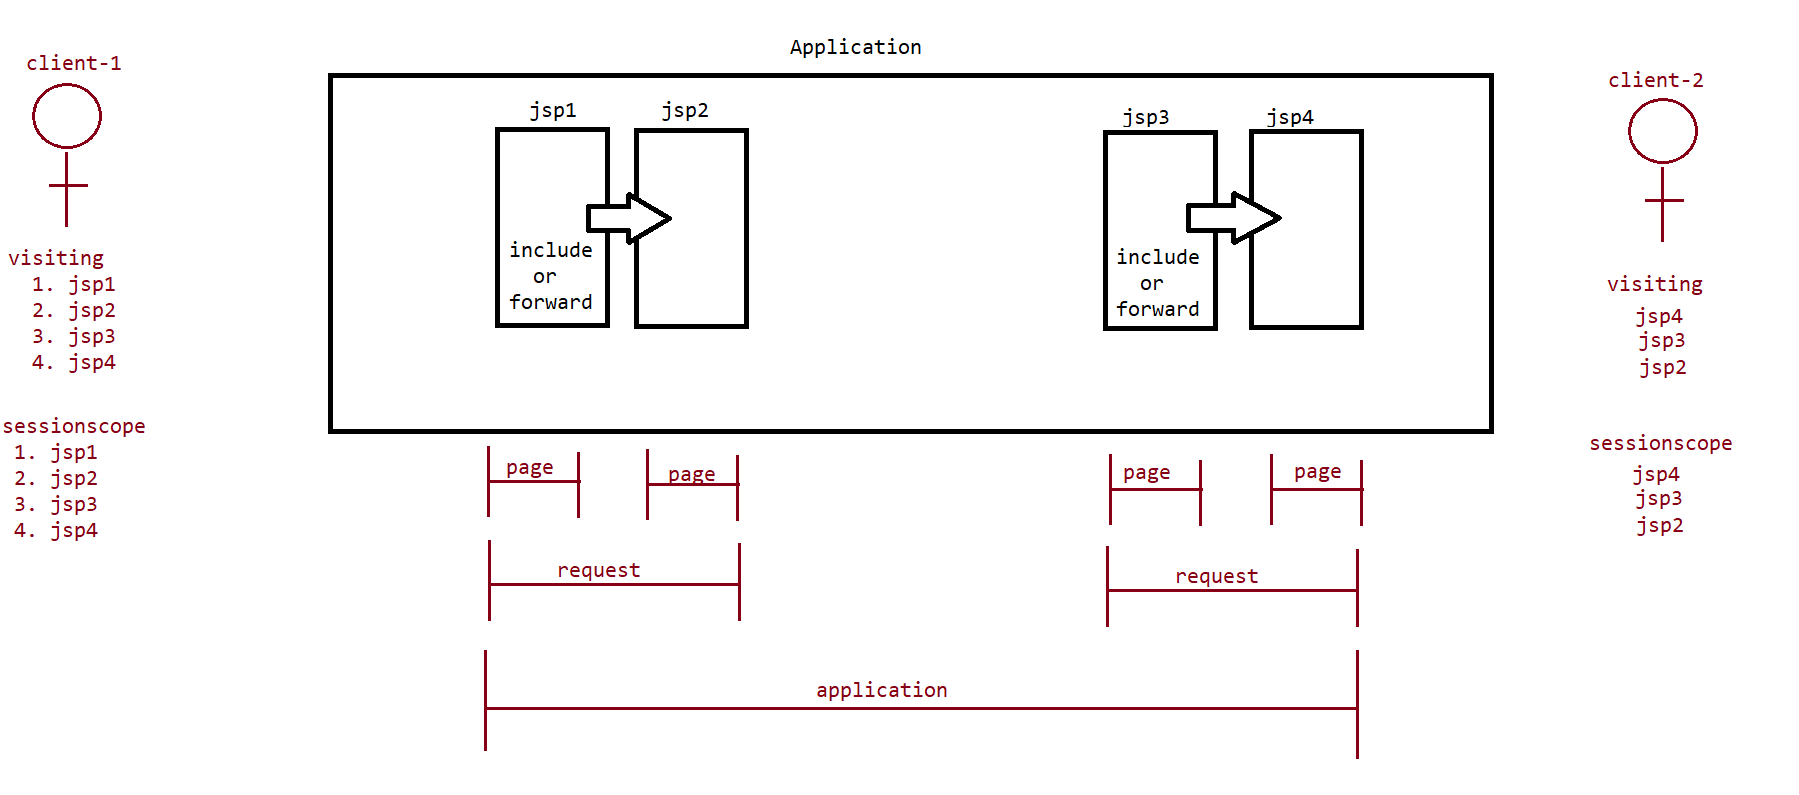 Application
client-1
visiting
1. jsp1
2. jsp2
3. jsp3
4. jsp4
sessionscope
1. jsp1
2. jsp2
3. jsp3
4. jsp4
jsp1
jsp2
include
or
forward
jsp3
jsp4
include
or
forward
client-2
visiting
jsp4
jsp3
jsp2
sessionscope
jsp4
jsp3
jsp2
page
page
page
page
request
request
application